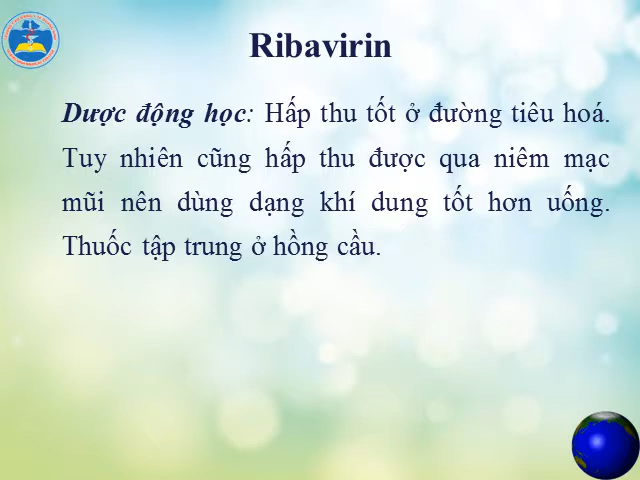 Ribavirin
Dược động học: Hấp thu tốt ở đường tiêu hoá.
Tuy nhiên cũng hấp thu được qua niêm mạc
mũi nên dùng dạng khí dung tốt hơn uống.
Thuốc tập trung ở hồng cầu.